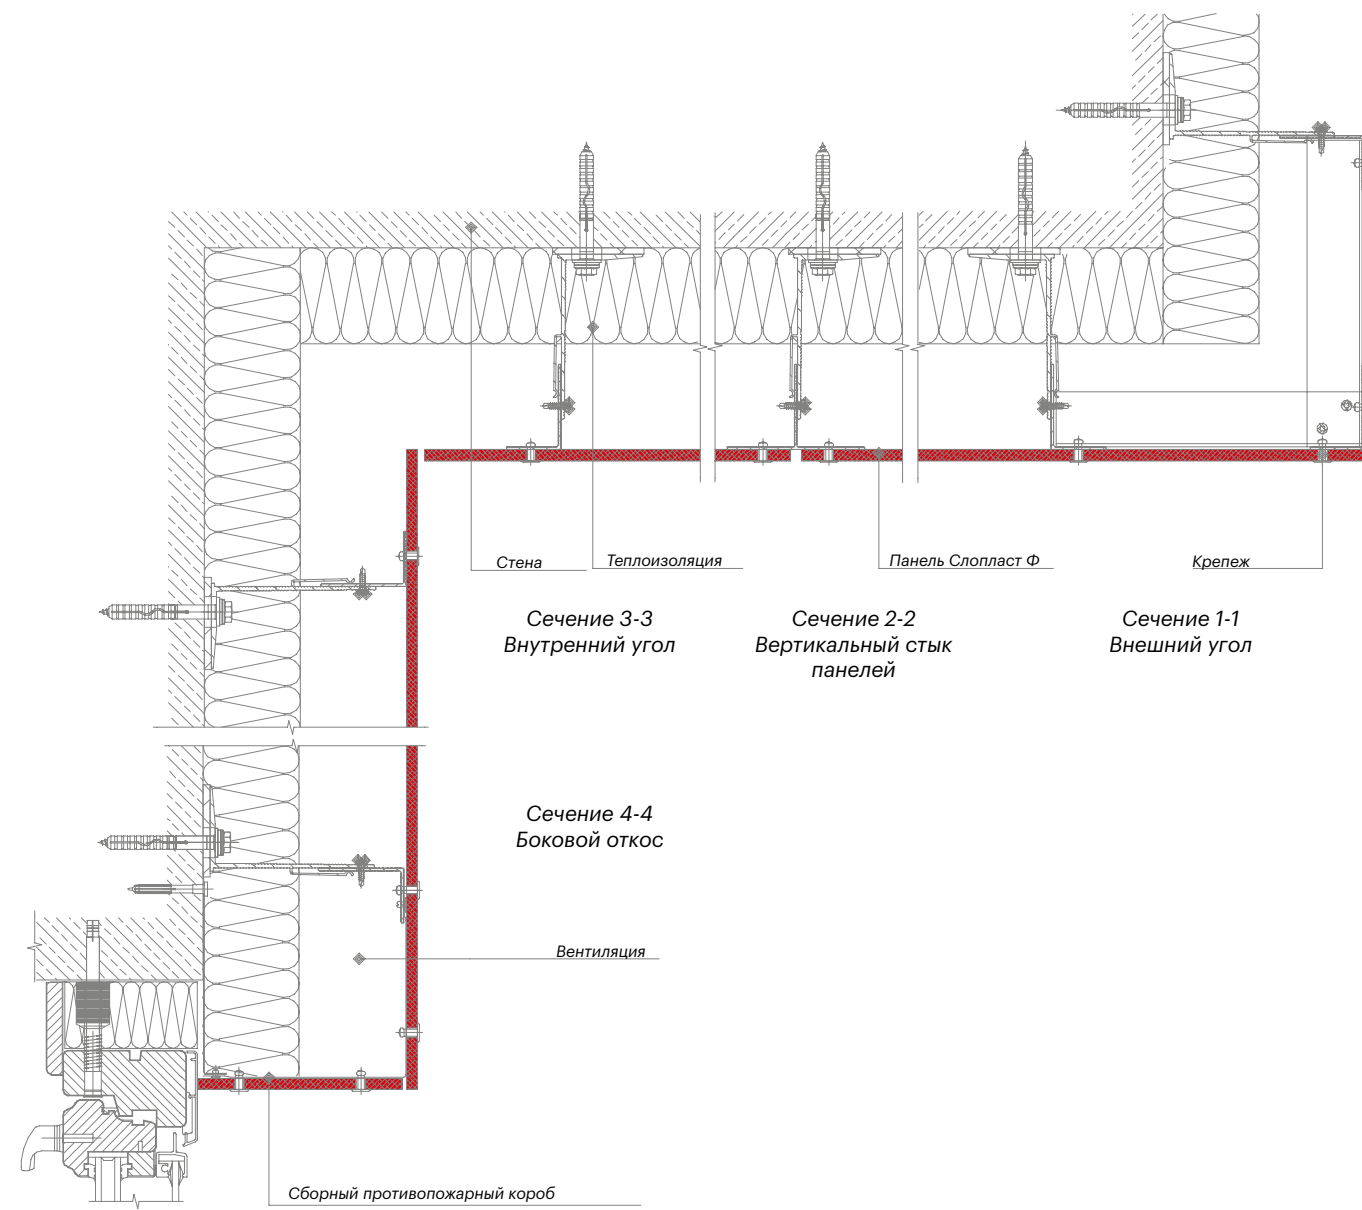 Стена
Теплоизоляция
Панель Слопласт Ф
Крепеж
Сечение 3-3
Внутренний угол
Сечение 2-2
Вертикальный стык
панелей
Сечение 1-1
Внешний угол
Сечение 4-4
Боковой откос
Вентиляция
Сборный противопожарный короб